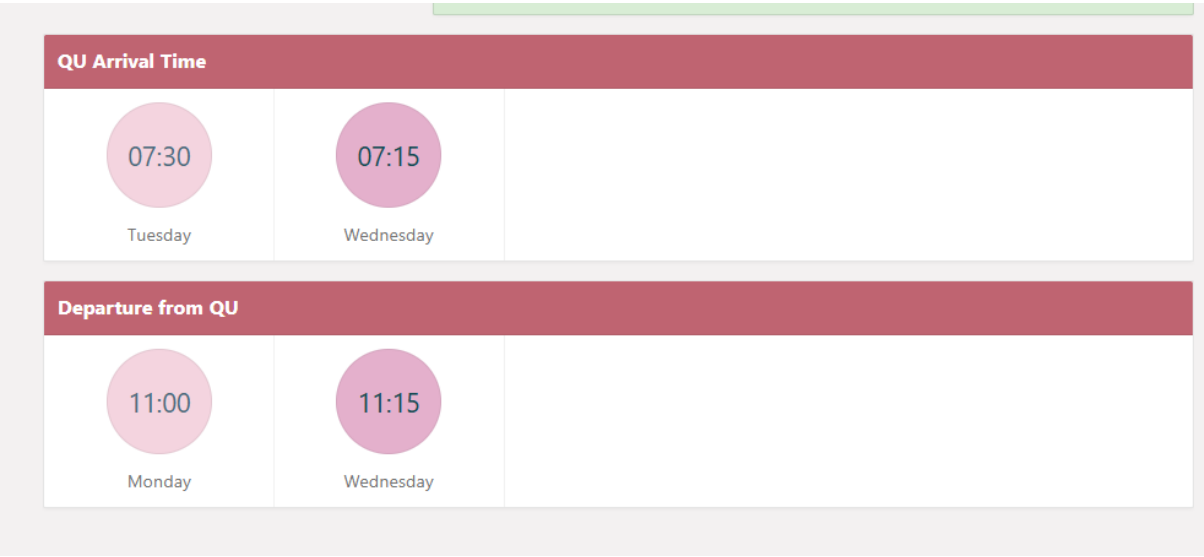 QU Arrival Time
07:30 07:15
Tuesday Wednesday
Departure from QU
11:00 11:15
Monday Wednesday